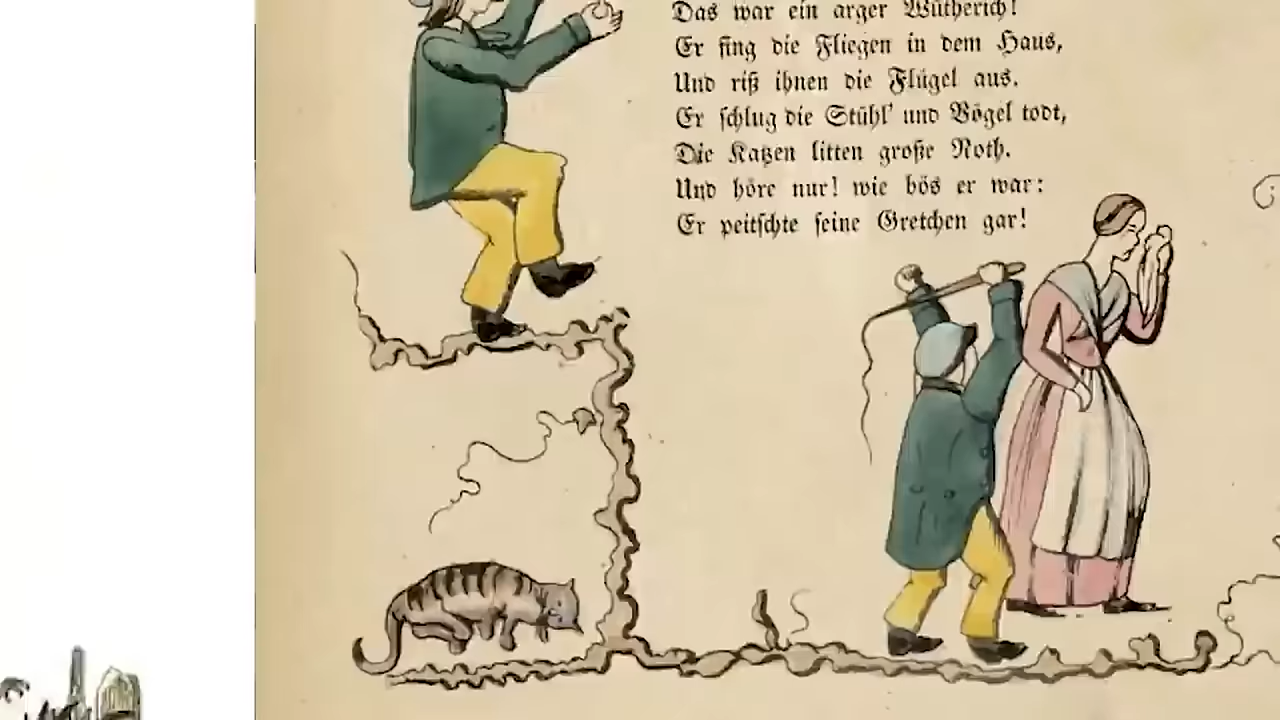 Das war ein arger Wütherich!
Er fing die Fliegen in dem Haus,
Und riß ihnen die Flügel aus.
Er schlug die Stühl' und Vögel todt,
Die Katzen litten große Noth.
Und höre nur! wie bös er war:
Er peitschte seine Gretchen gar!